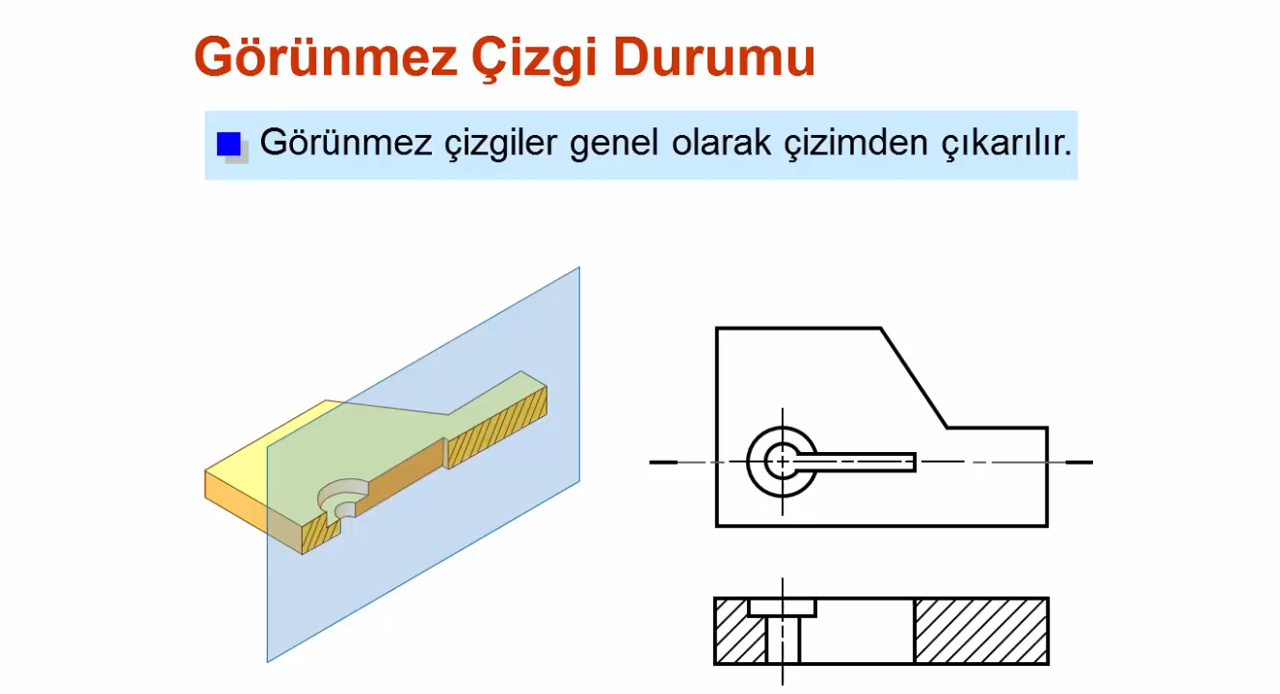 Görünmez Çizgi Durumu
Görünmez çizgiler genel olarak çizimden çıkarılır.